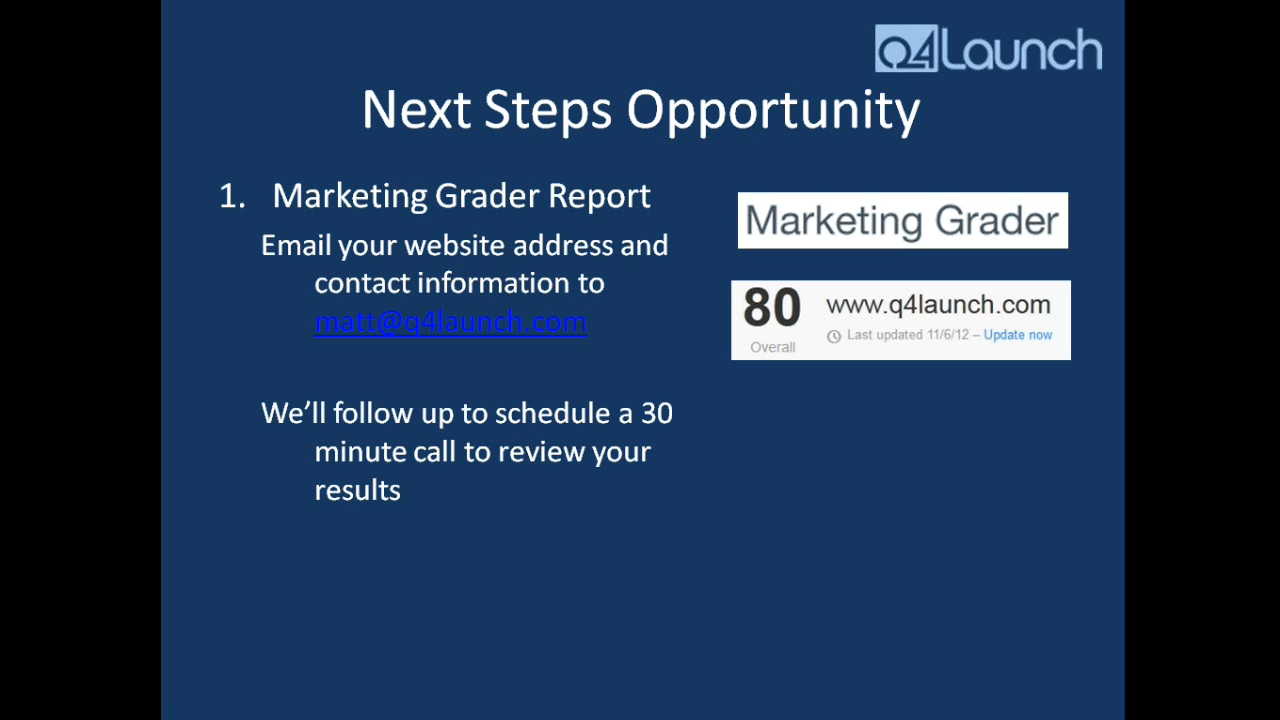 Q4Launch
Next Steps Opportunity
1. Marketing Grader Report
Email your website address and
contact information to
matt@q4launch.com
We'll follow up to schedule a 30
minute call to review your
results
Marketing Grader
80 www.q4launch.com
Overall Last updated 11/6/12 – Update now